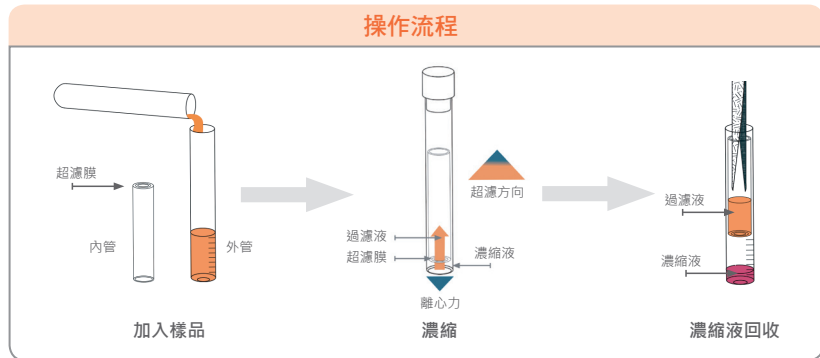 操作流程
超濾膜
內管
外管
加入樣品
超濾方向
過濾液
超濾膜
濃縮液
離心力
濃縮
過濾液
濃縮液
濃縮液回收